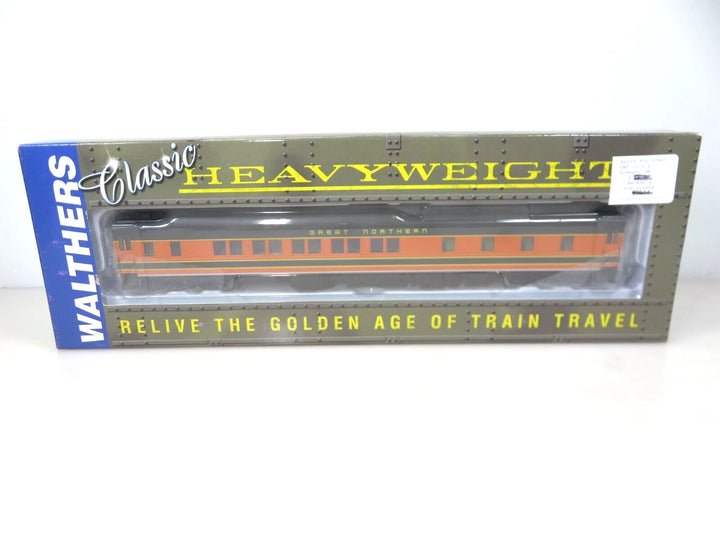 WALTHERS
Classic
HEAVYWEIGHT
GREAT NORTHERN
RELIVE THE GOLDEN AGE OF TRAIN TRAVEL